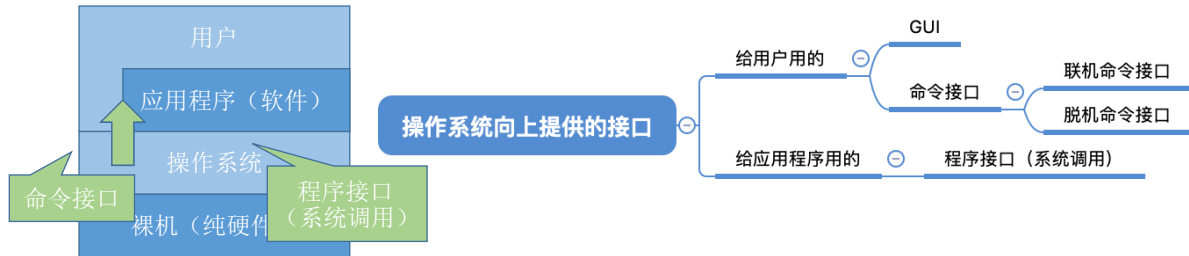 用户
应用程序（软件）
操作系统
命令接口
程序接口
（系统调用）
裸机（纯硬件
操作系统向上提供的接口
给用户用的
GUI
命令接口
联机命令接口
脱机命令接口
给应用程序用的
程序接口（系统调用）